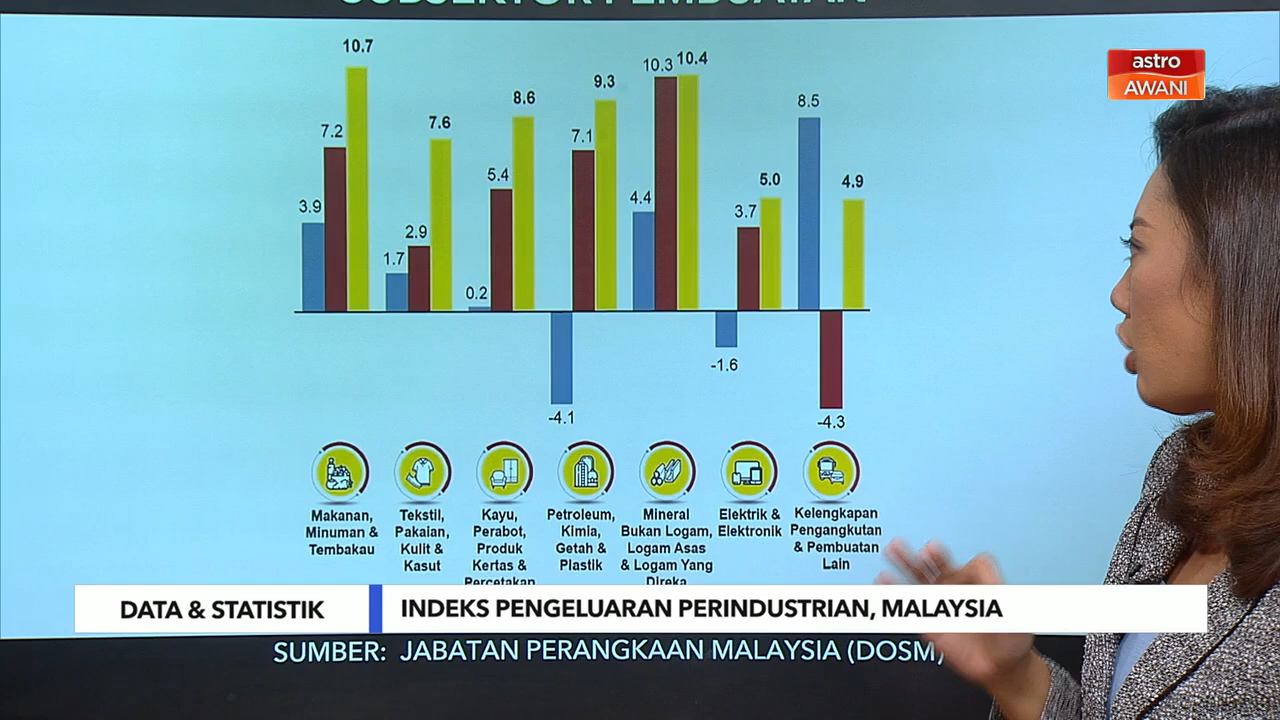 SUBSEKTOR PEMBUATAN
astro
AWANI
10.7
7.2
3.9
7.6
2.9
1.7
8.6
5.4
0.2
9.3
7.1
-4.1
10.3
10.4
4.4
5.0
3.7
-1.6
8.5
4.9
-4.3
Makanan,
Minuman &
Tembakau
Tekstil,
Pakaian,
Kulit &
Kasut
Kayu,
Perabot,
Produk
Kertas &
Percetakan
Petroleum,
Kimia,
Getah &
Plastik
Mineral
Bukan Logam,
Logam Asas
& Logam Yang
Direka
Elektrik &
Elektronik
Kelengkapan
Pengangkutan
& Pembuatan
Lain
DATA & STATISTIK
INDEKS PENGELUARAN PERINDUSTRIAN, MALAYSIA
SUMBER: JABATAN PERANGKAAN MALAYSIA (DOSM)